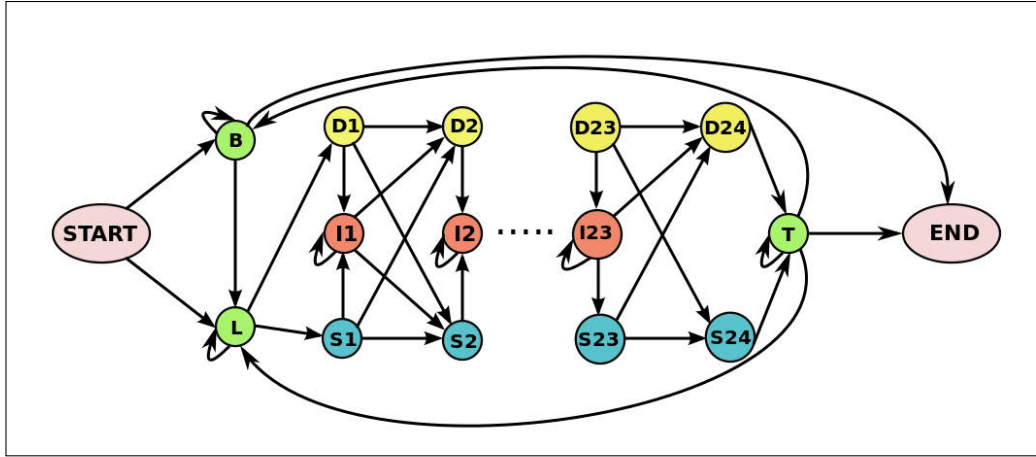 B
D1
D2
D23
D24
START
I1
I2
.....
I23
T
END
L
S1
S2
S23
S24